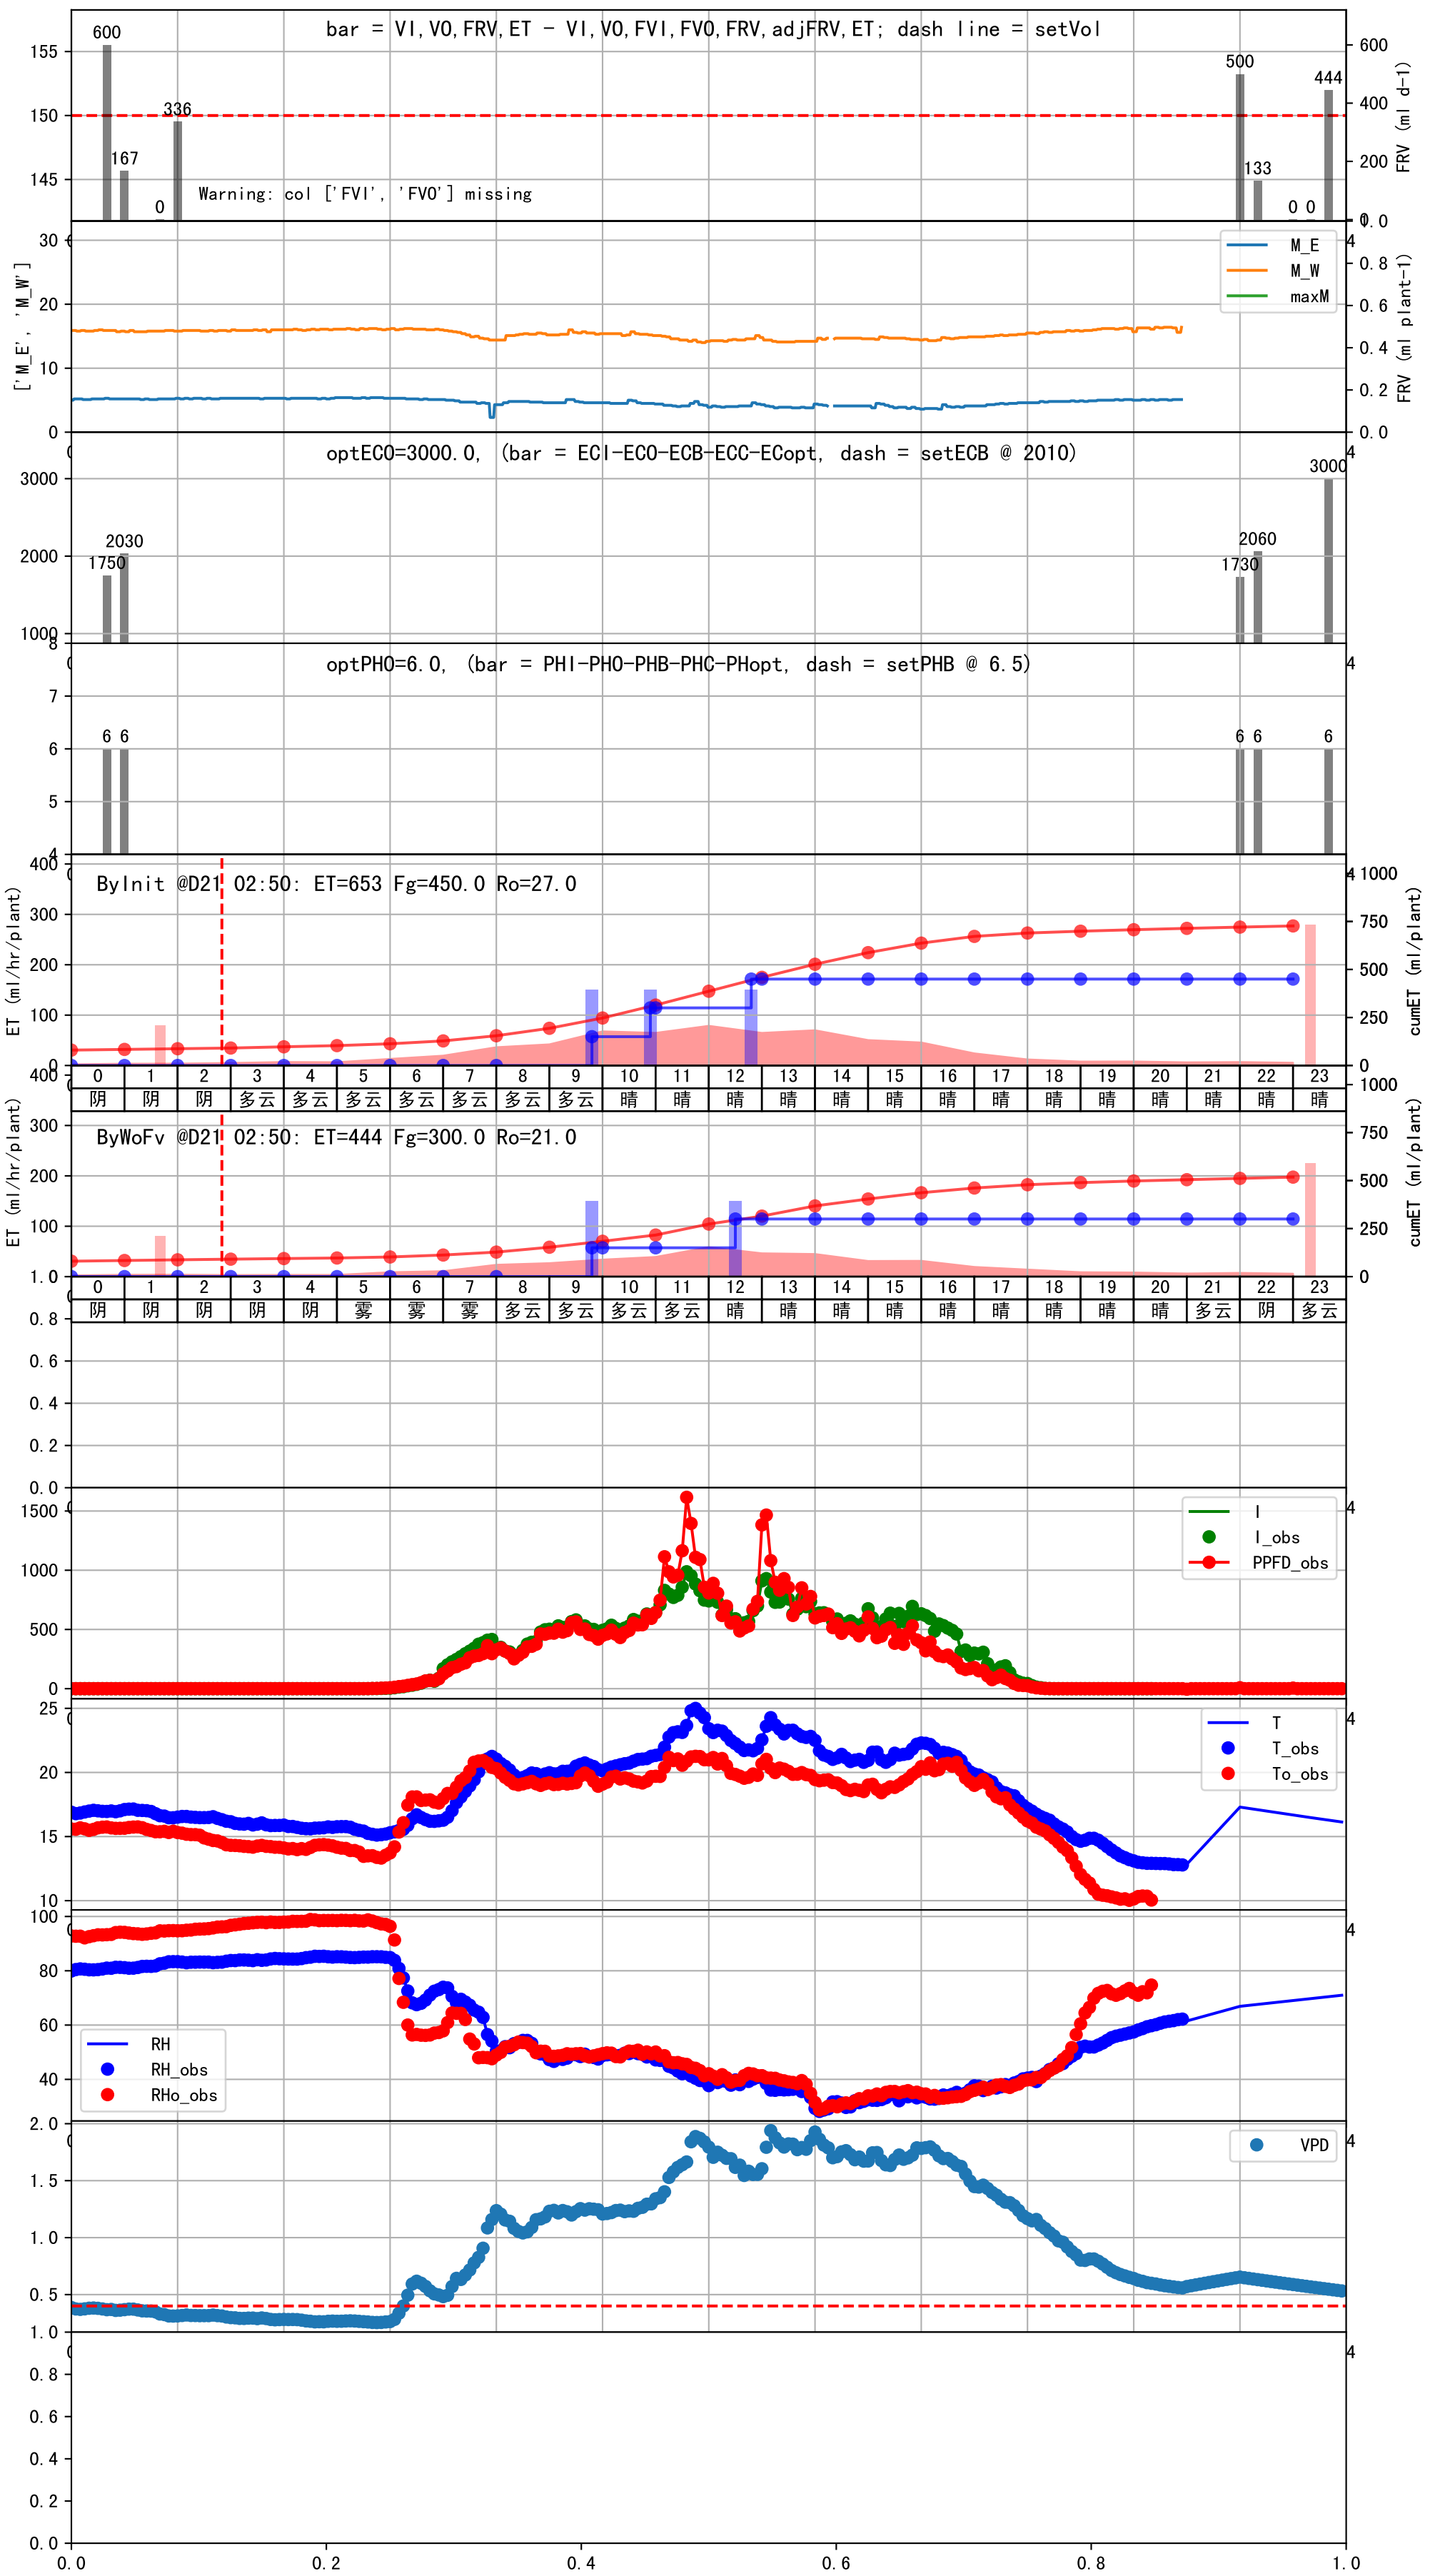 bar = VI,VO,FRV,ET - VI,VO,FVI,FVO,FRV,adjFRV,ET; dash line = setVol
600
167
0
336
500
133
0 0
444
155
150
145
600
400
200
0
FRV (ml d-1)
Warning: col ['FVI', 'FVO'] missing
['M_E', 'M_W']
30
20
10
0
M_E
M_W
maxM
1.0
0.8
0.6
0.4
0.2
0.0
FRV (ml plant-1)
optECO=3000.0, (bar = ECI-ECO-ECB-ECC-ECopt, dash = setECB @ 2010)
3000
2000
1000
1750
2030
1730
2060
3000
optPHO=6.0, (bar = PHI-PHO-PHB-PHC-PHopt, dash = setPHB @ 6.5)
8
7
6
5
4
6 6
6 6
6
ByInit @D21 02:50: ET=653 Fg=450.0 Ro=27.0
ET (ml/hr/plant)
400
300
200
100
0
1000
750
500
250
0
cumET (ml/plant)
0 1 2 3 4 5 6 7 8 9 10 11 12 13 14 15 16 17 18 19 20 21 22 23
阴 阴 阴 多云 多云 多云 多云 多云 多云 多云 晴 晴 晴 晴 晴 晴 晴 晴 晴 晴 晴 晴 晴 晴
ByWoFv @D21 02:50: ET=444 Fg=300.0 Ro=21.0
ET (ml/hr/plant)
400
300
200
100
1000
750
500
250
0
cumET (ml/plant)
0 1 2 3 4 5 6 7 8 9 10 11 12 13 14 15 16 17 18 19 20 21 22 23
阴 阴 阴 阴 阴 雾 雾 雾 多云 多云 多云 多云 晴 晴 晴 晴 晴 晴 晴 晴 晴 多云 阴 多云
1.0
0.8
0.6
0.4
0.2
0.0
1500
1000
500
0
I
I_obs
PPFD_obs
25
20
15
10
T
T_obs
To_obs
100
80
60
40
RH
RH_obs
RHo_obs
2.0
1.5
1.0
0.5
VPD
1.0
0.8
0.6
0.4
0.2
0.0
0.0 0.2 0.4 0.6 0.8 1.0